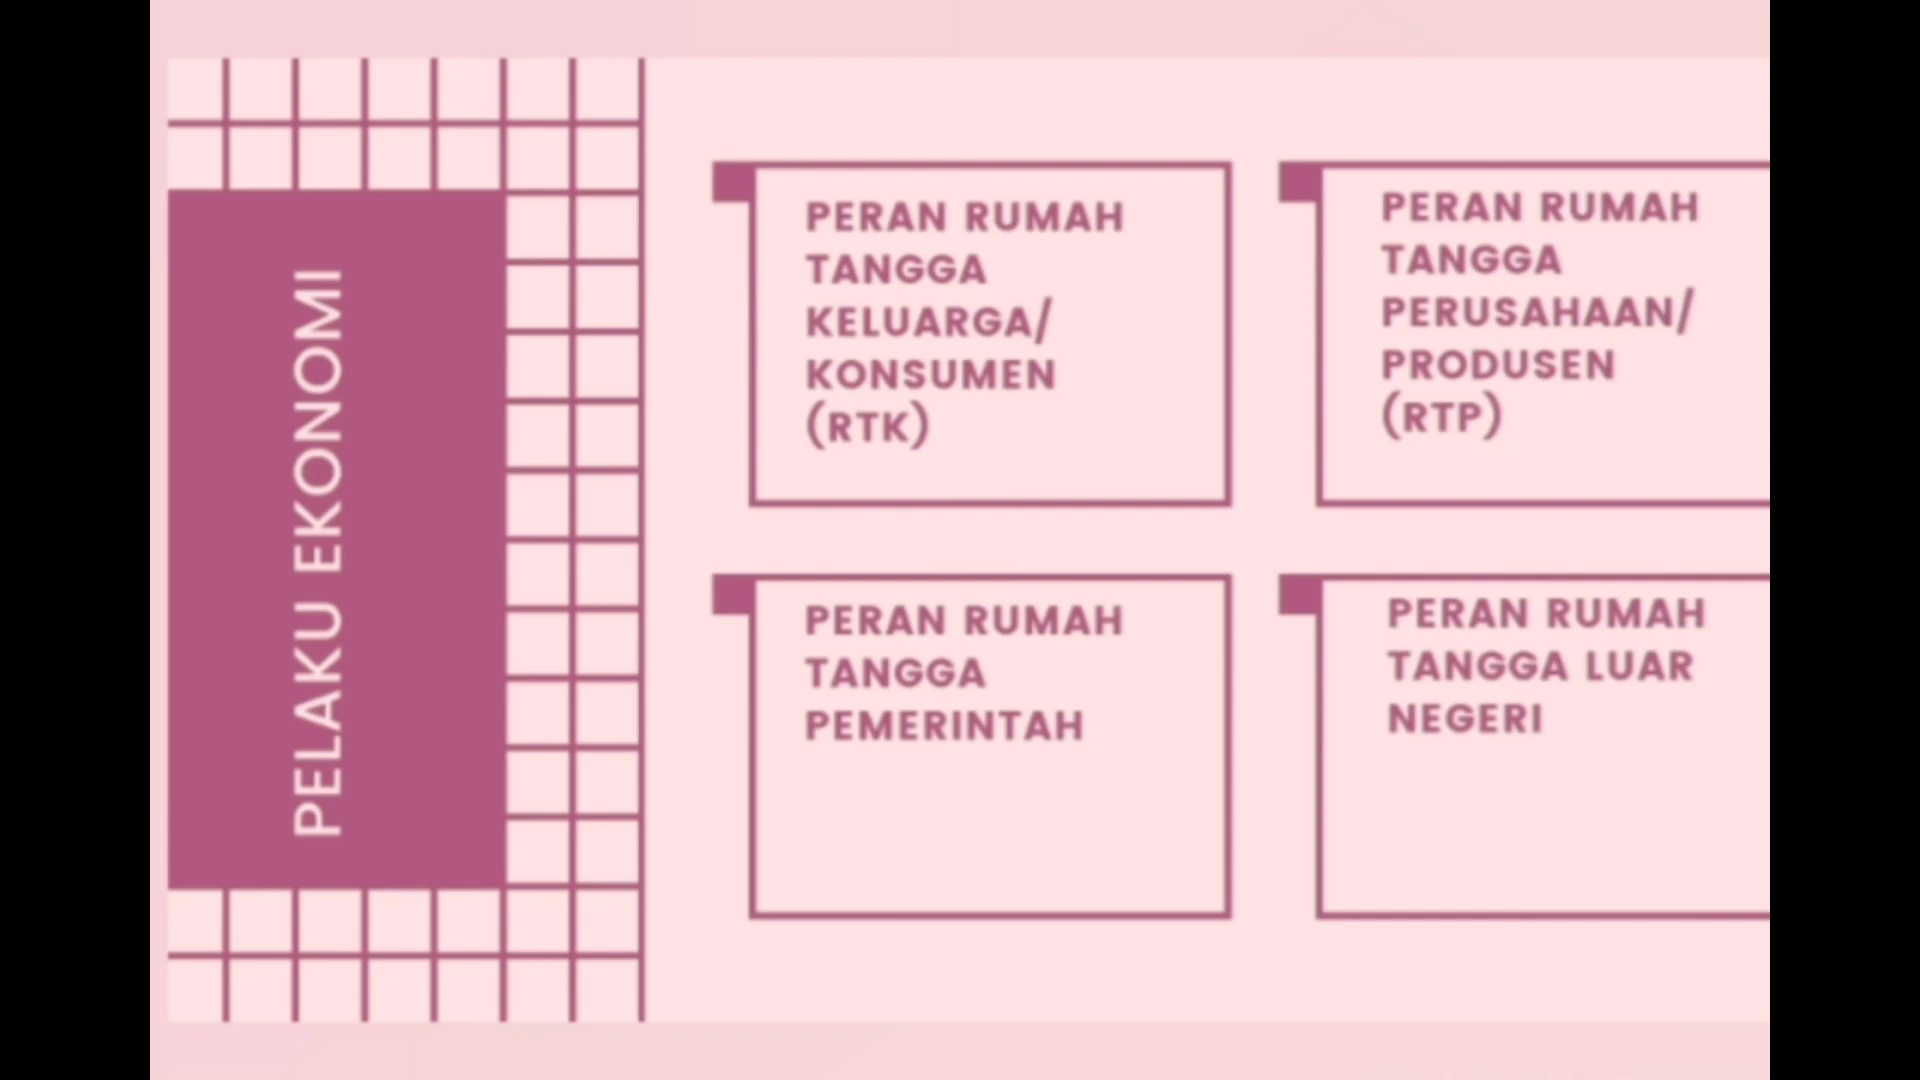 PELAKU EKONOMI
PERAN RUMAH
TANGGA
KELUARGA/
KONSUMEN
(RTK)
PERAN RUMAH
TANGGA
PERUSAHAAN/
PRODUSEN
(RTP)
PERAN RUMAH
TANGGA
PEMERINTAH
PERAN RUMAH
TANGGA LUAR
NEGERI